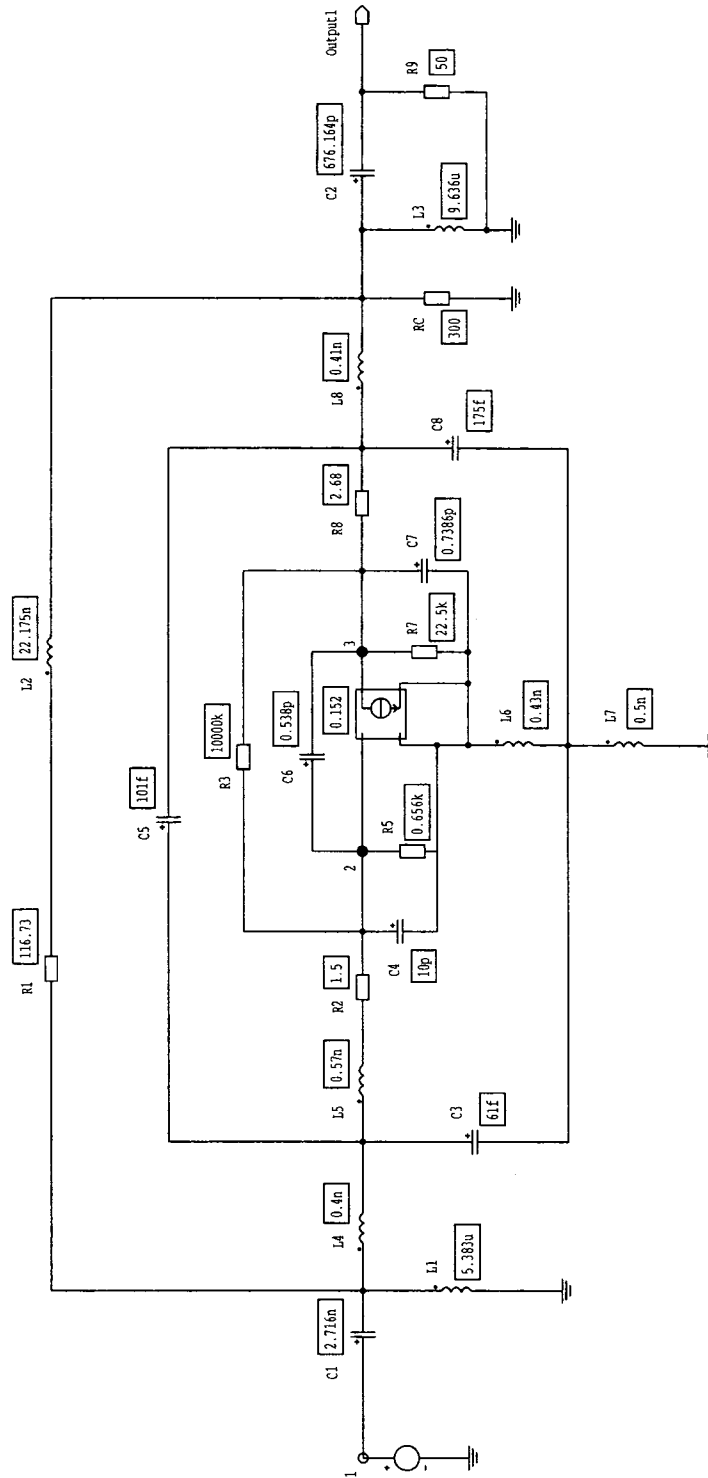 1
C1
2.716n
L1
5.383u
L4
0.4n
R1
116.73
L2
22.175n
C3
61f
L5
0.57n
R2
1.5
C5
101f
C4
10p
R3
10000k
2
R5
0.656k
C6
0.538p
0.152
3
R7
22.5k
C7
0.7386p
L6
0.43n
L7
0.5n
R8
2.68
C8
175f
L8
0.41n
RC
300
L3
9.636u
C2
676.164p
R9
50
Output1